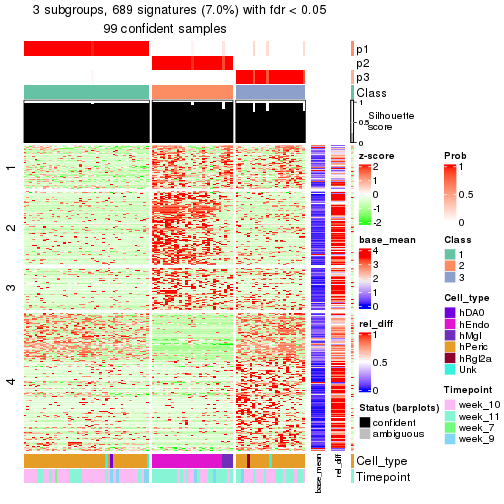 3 subgroups, 689 signatures (7.0%) with fdr < 0.05
99 confident samples
p1
p2
p3
Class
1
0.5
0
Silhouette
score
1
2
3
4
z-score
2
1
0
-1
-2
base_mean
4
3
2
1
0
rel_diff
1
0.5
0
Status (barplots)
confident
ambiguous
Prob
1
0.5
0
Class
1
2
3
Cell_type
hDA0
hEndo
hMgl
hPeric
hRgl2a
Unk
Timepoint
week_10
week_11
week_7
week_9
Cell_type
Timepoint
base_mean
rel_diff